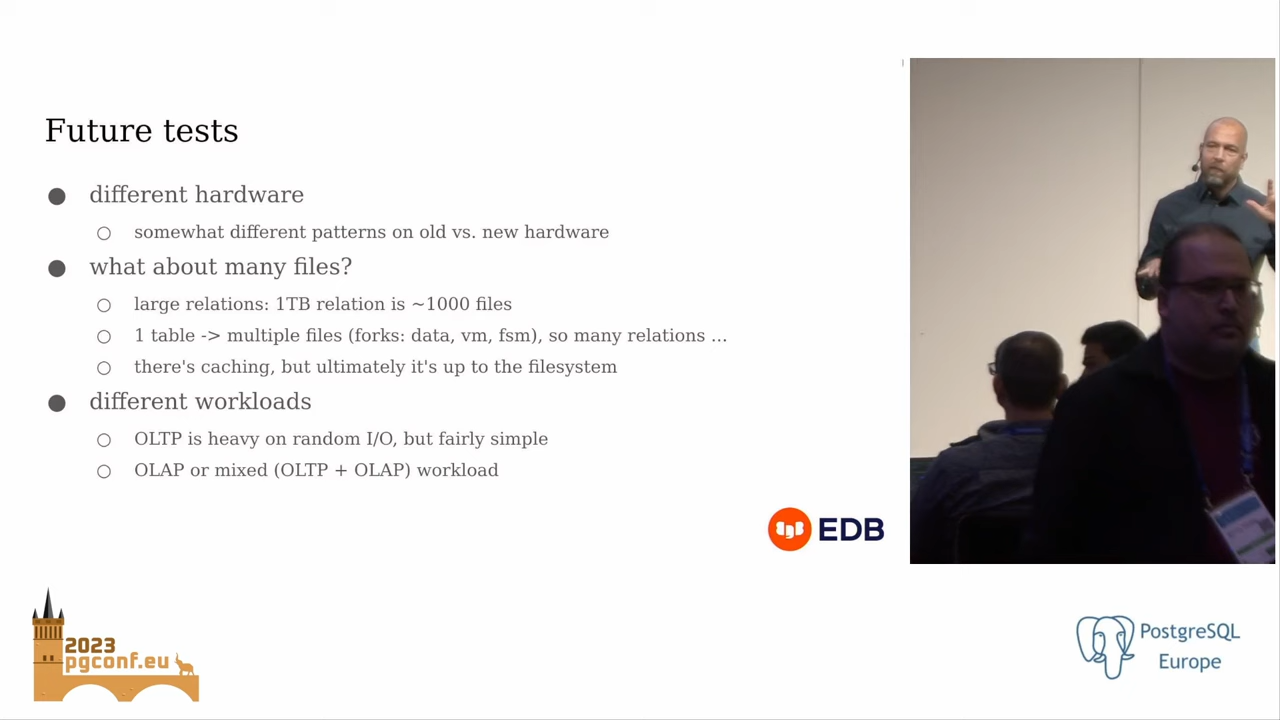 Future tests
● different hardware
○ somewhat different patterns on old vs. new hardware
● what about many files?
○ large relations: 1TB relation is ~1000 files
○ 1 table -> multiple files (forks: data, vm, fsm), so many relations ...
○ there's caching, but ultimately it's up to the filesystem
● different workloads
○ OLTP is heavy on random I/O, but fairly simple
○ OLAP or mixed (OLTP + OLAP) workload
EDB
2023
pgconf.eu
PostgreSQL
Europe